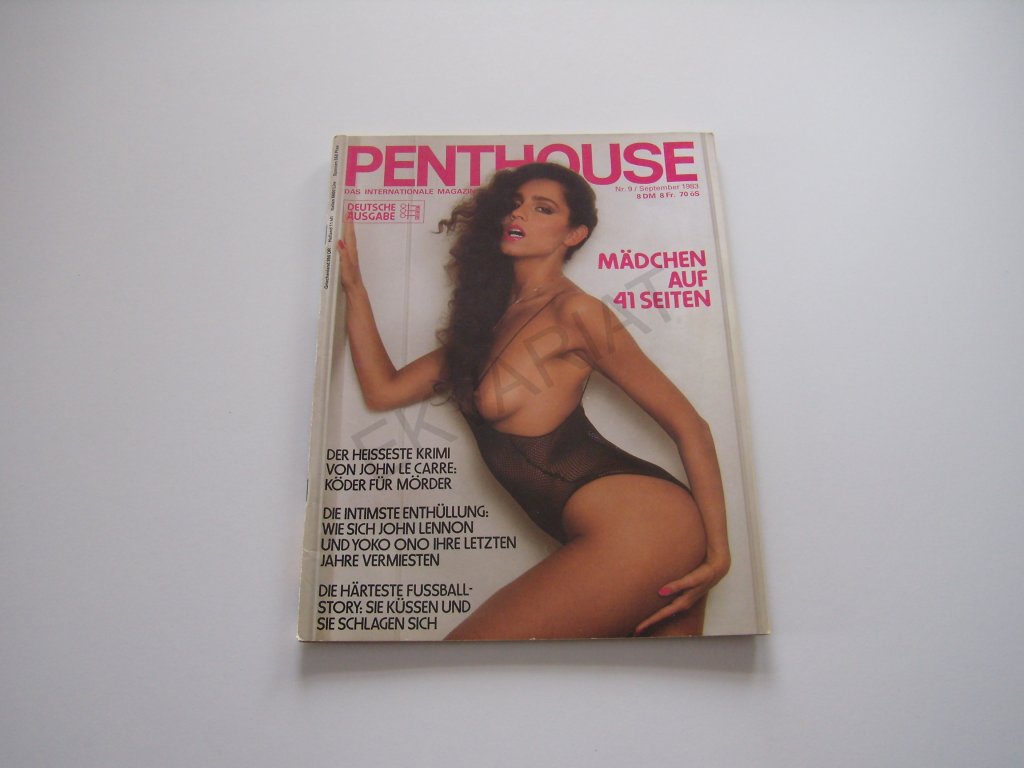 PENTHOUSE
DAS INTERNATIONALE MAGAZIN
Nr. 9 / September 1983
8 DM 8 Fr. 70 öS
DEUTSCHE
AUSGABE
MÄDCHEN
AUF
41 SEITEN
DER HEISSESTE KRIMI
VON JOHN LE CARRE:
KÖDER FÜR MÖRDER
DIE INTIMSTE ENTHÜLLUNG:
WIE SICH JOHN LENNON
UND YOKO ONO IHRE LETZTEN
JAHRE VERMIESTEN
DIE HÄRTESTE FUSSBALL-
STORY: SIE KÜSSEN UND
SIE SCHLAGEN SICH